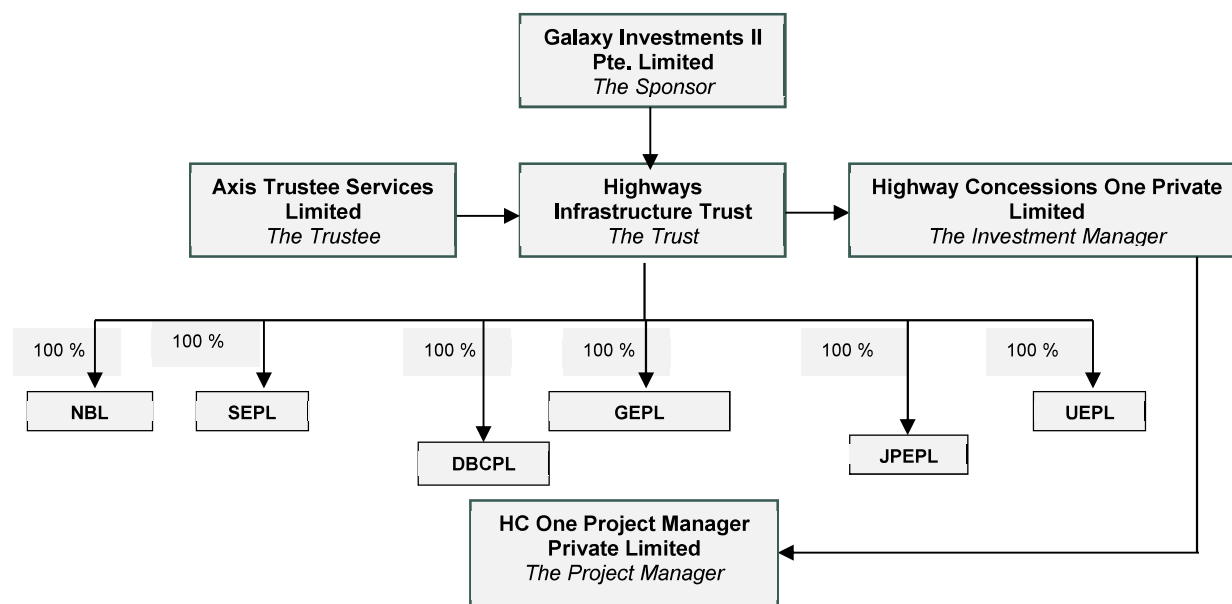 Galaxy Investments II
Pte. Limited
The Sponsor
Axis Trustee Services
Limited
The Trustee
Highways
Infrastructure Trust
The Trust
Highway Concessions One Private
Limited
The Investment Manager
100 %
100 %
100 %
100 %
100 %
100 %
NBL
SEPL
DBCPL
GEPL
JPEPL
UEPL
HC One Project Manager
Private Limited
The Project Manager